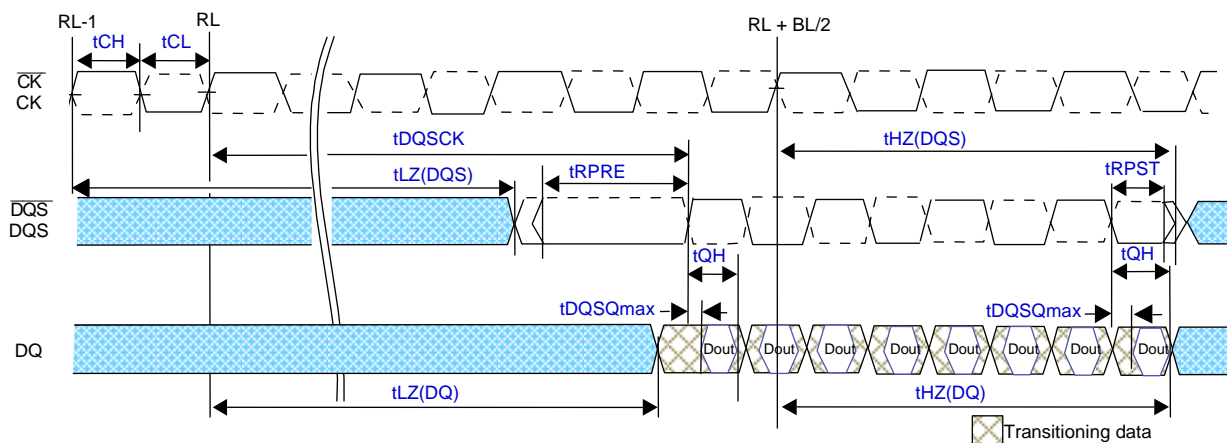 RL-1
RL
RL + BL/2
tCH
tCL
CK
CK
tDQSCK
tHZ(DQS)
tLZ(DQS)
tRPRE
tRPST
DQS
DQS
tQH
tQH
tDQSQmax
tDQSQmax
DQ
Dout
Dout
Dout
Dout
Dout
Dout
Dout
Dout
tLZ(DQ)
tHZ(DQ)
Transitioning data